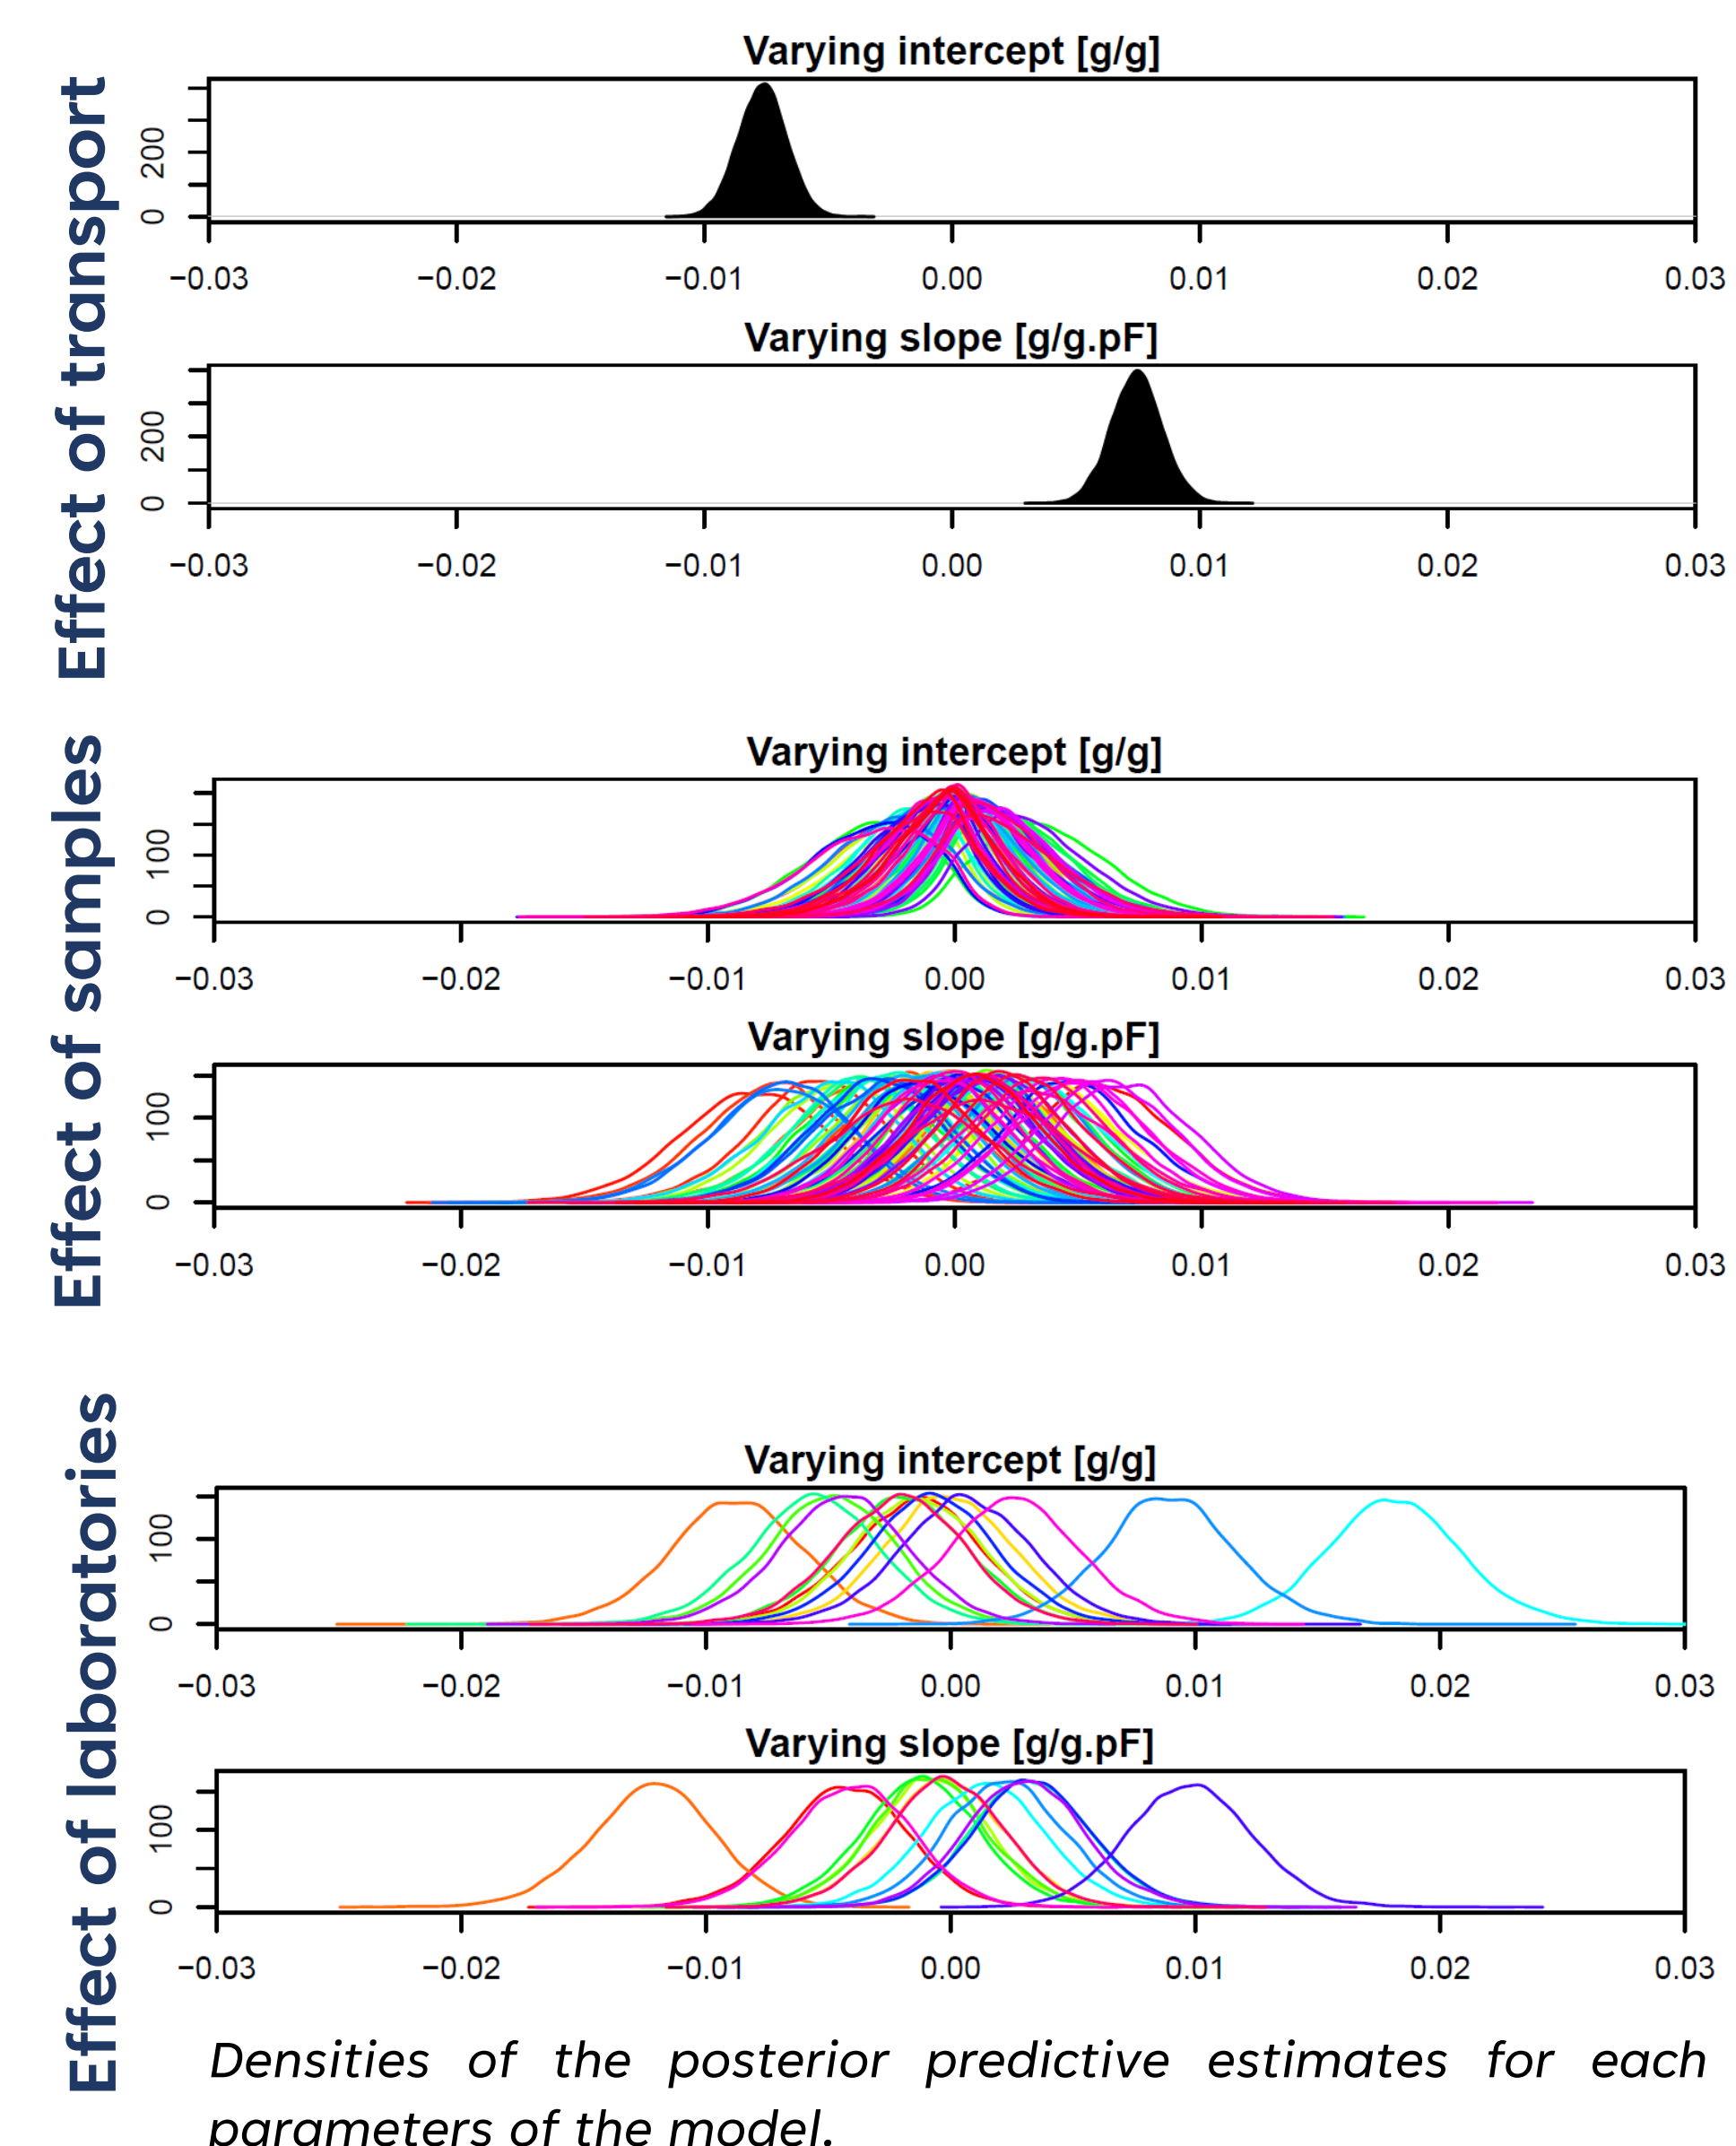 Effect of transport
Varying intercept [g/g]
0 200
−0.03 −0.02 −0.01 0.00 0.01 0.02 0.03
Varying slope [g/g.pF]
0 200
−0.03 −0.02 −0.01 0.00 0.01 0.02 0.03
Effect of samples
Varying intercept [g/g]
0 100
−0.03 −0.02 −0.01 0.00 0.01 0.02 0.03
Varying slope [g/g.pF]
0 100
−0.03 −0.02 −0.01 0.00 0.01 0.02 0.03
Effect of laboratories
Varying intercept [g/g]
0 100
−0.03 −0.02 −0.01 0.00 0.01 0.02 0.03
Varying slope [g/g.pF]
0 100
−0.03 −0.02 −0.01 0.00 0.01 0.02 0.03
Densities of the posterior predictive estimates for each
parameters of the model.